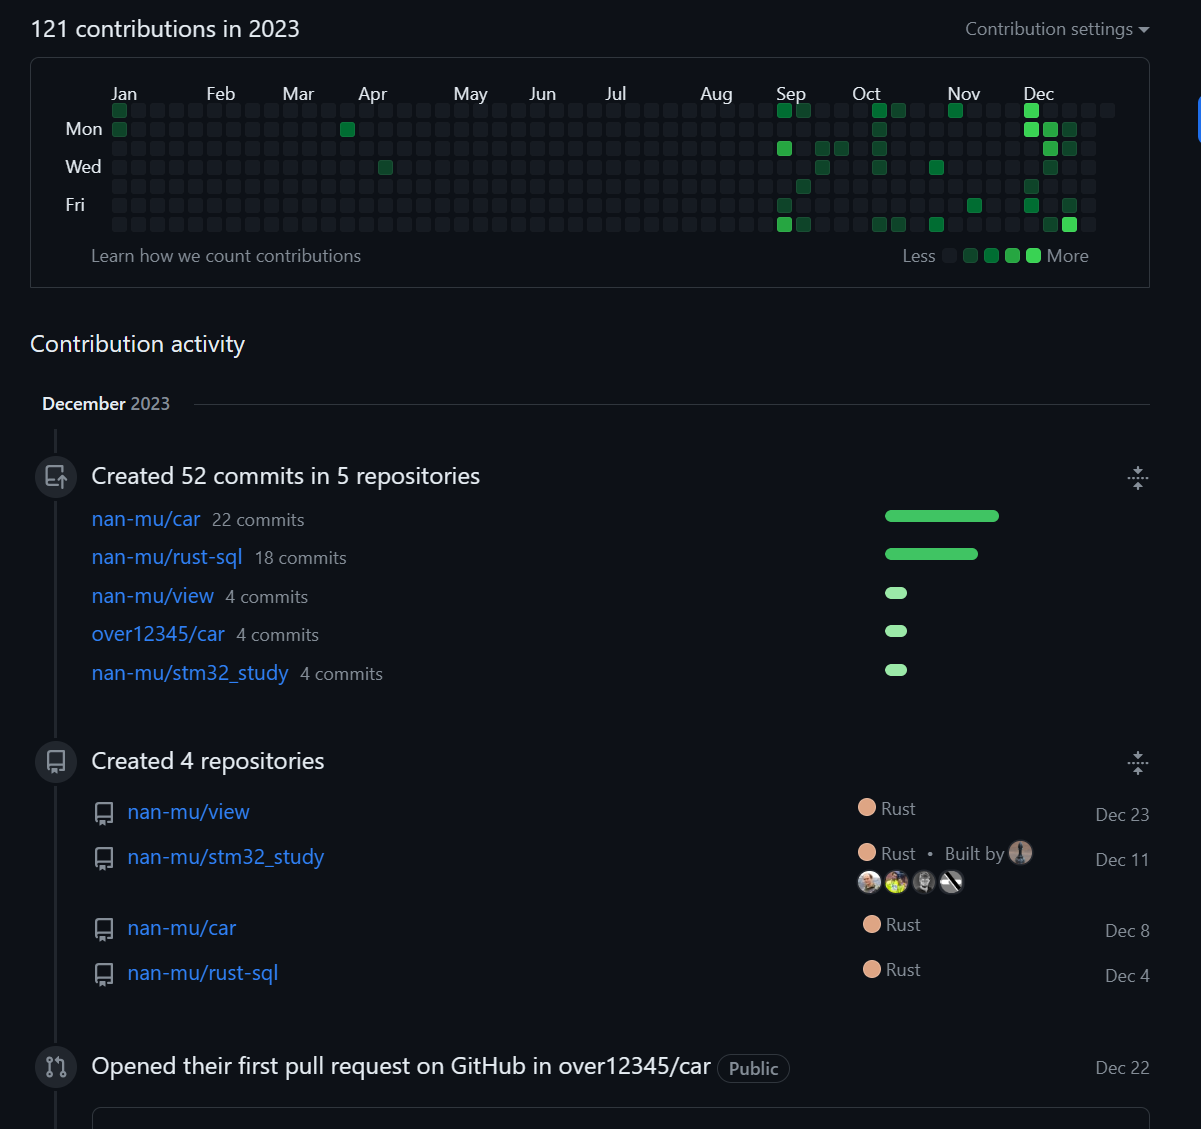 121 contributions in 2023
Contribution settings
Jan Feb Mar Apr May Jun Jul Aug Sep Oct Nov Dec
Mon
Wed
Fri
Learn how we count contributions
Less More
Contribution activity
December 2023
Created 52 commits in 5 repositories
nan-mu/car 22 commits
nan-mu/rust-sql 18 commits
nan-mu/view 4 commits
over12345/car 4 commits
nan-mu/stm32_study 4 commits
Created 4 repositories
nan-mu/view Rust Dec 23
nan-mu/stm32_study Rust • Built by Dec 11
nan-mu/car Rust Dec 8
nan-mu/rust-sql Rust Dec 4
Opened their first pull request on GitHub in over12345/car Public Dec 22